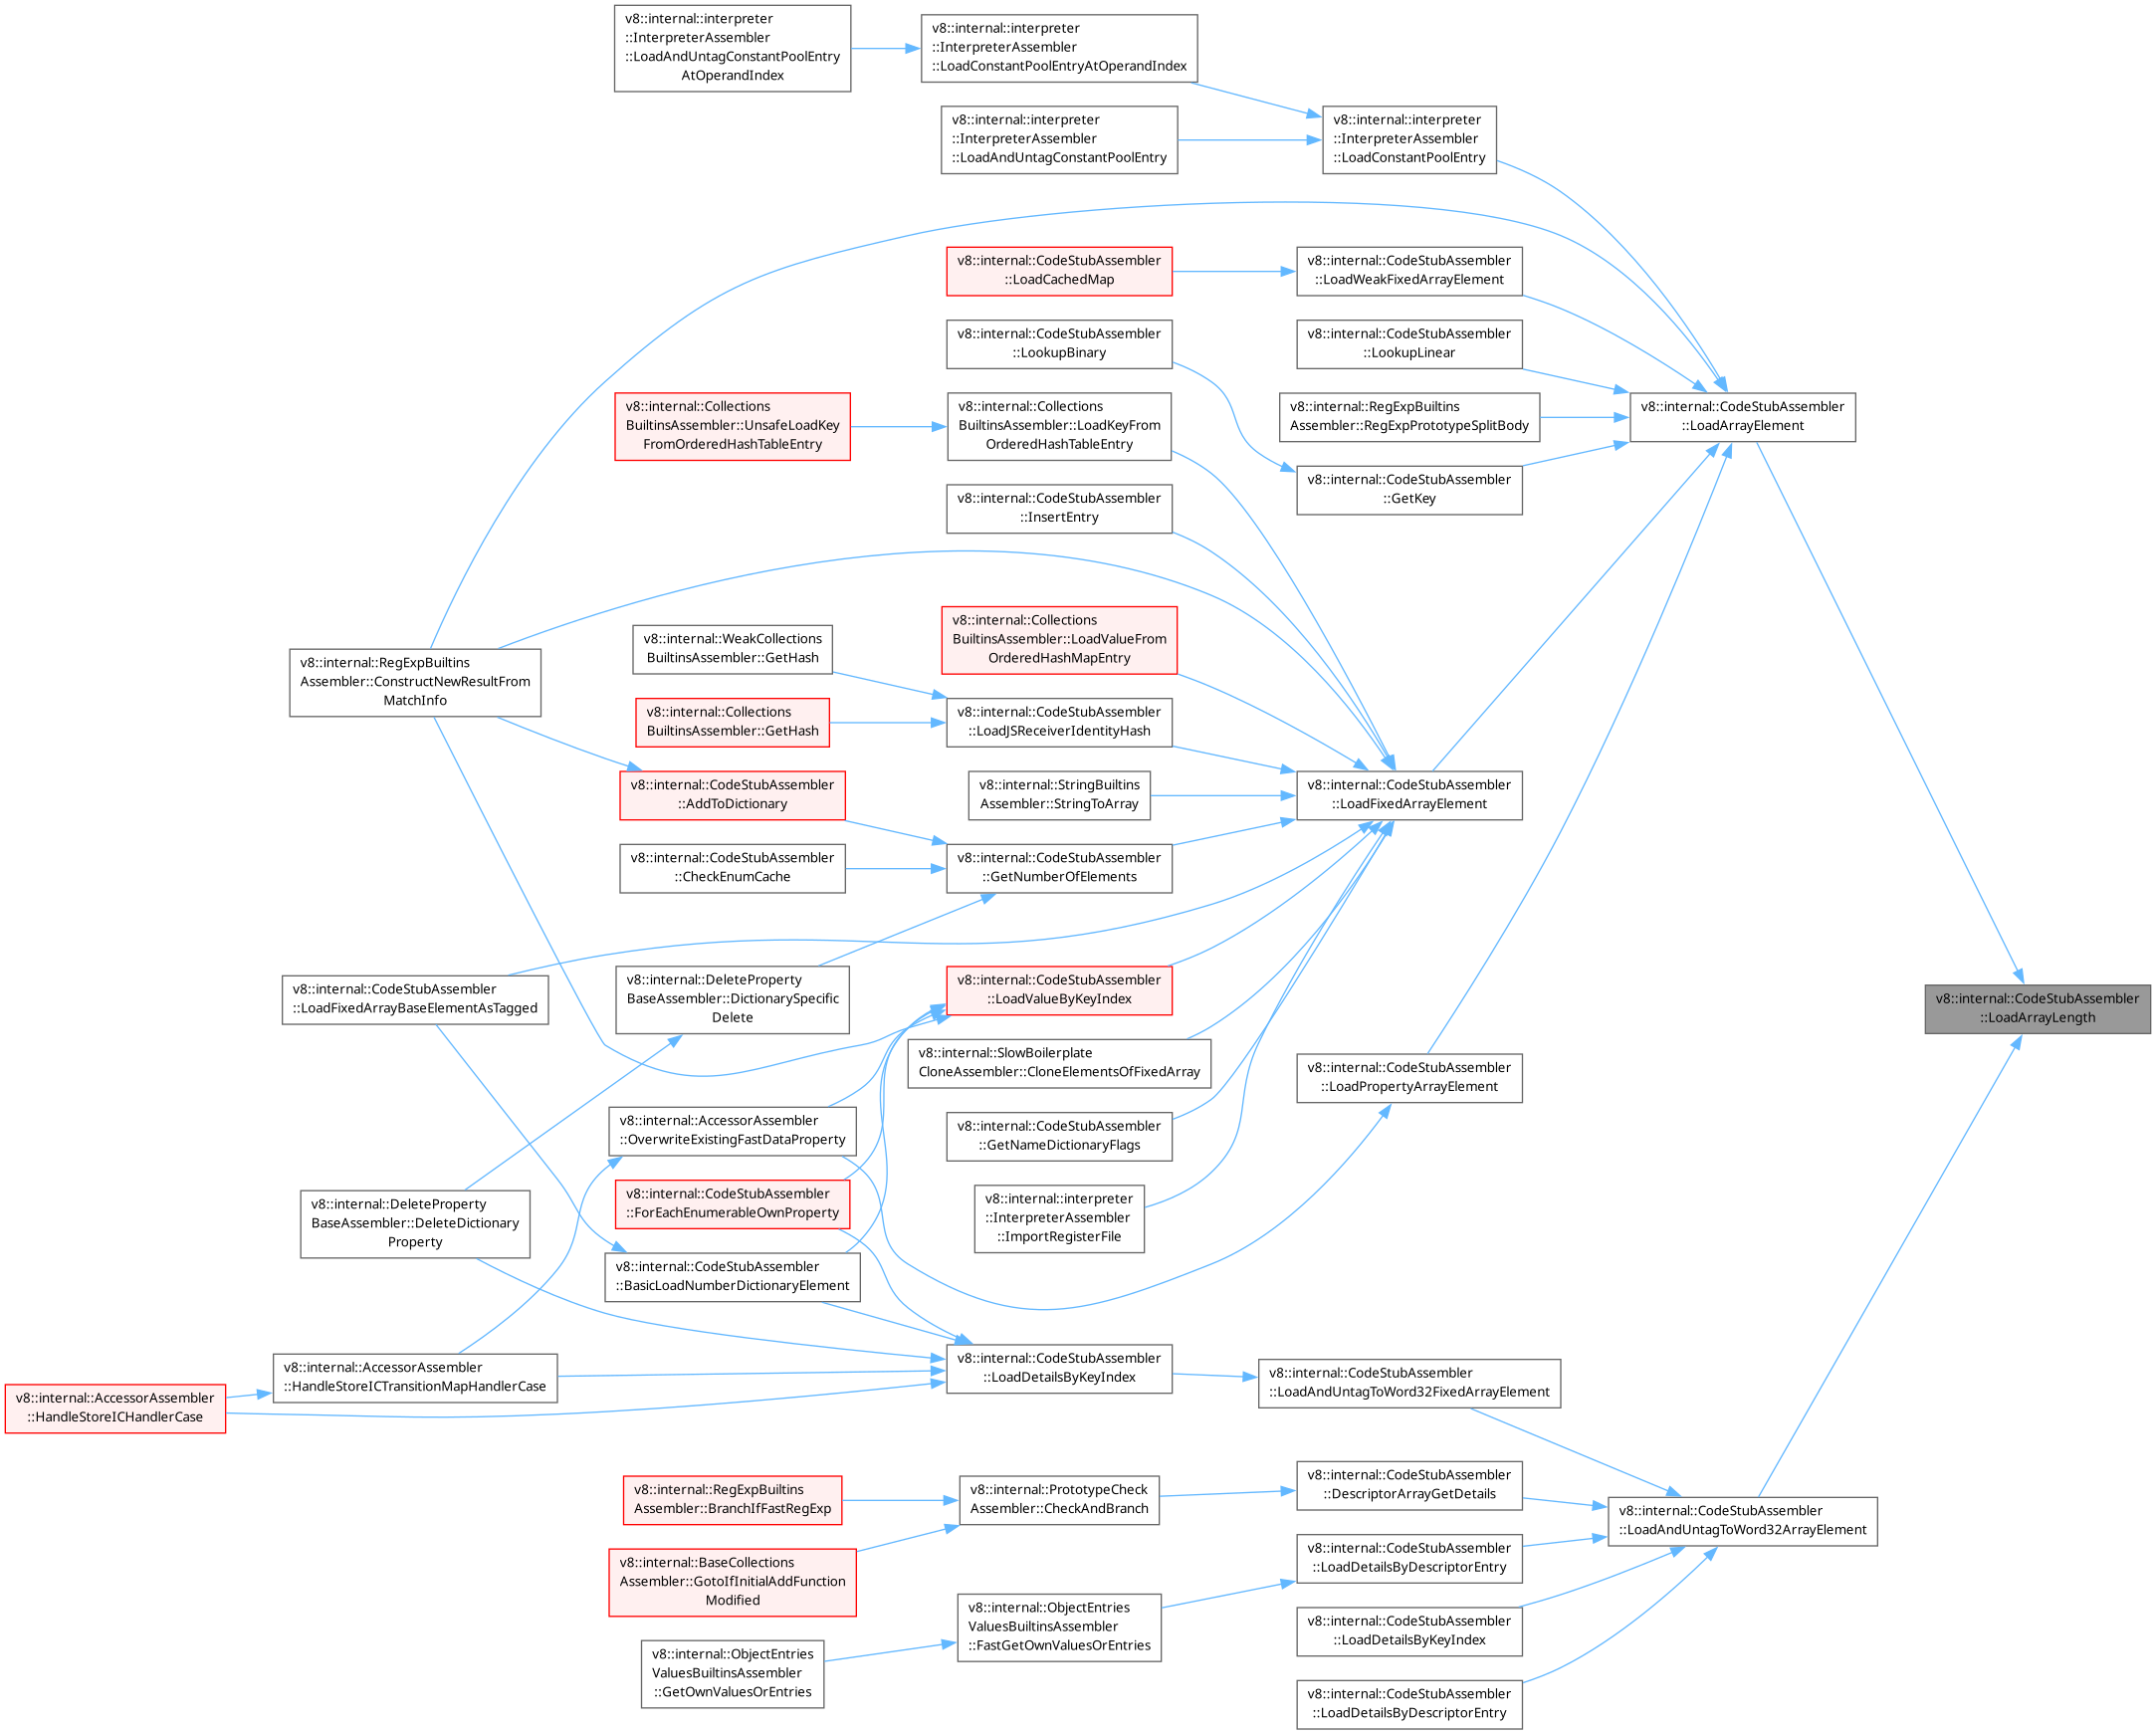 v8::internal::interpreter
::InterpreterAssembler
::LoadAndUntagConstantPoolEntry
AtOperandIndex
v8::internal::interpreter
::InterpreterAssembler
::LoadConstantPoolEntryAtOperandIndex
v8::internal::interpreter
::InterpreterAssembler
::LoadAndUntagConstantPoolEntry
v8::internal::interpreter
::InterpreterAssembler
::LoadConstantPoolEntry
v8::internal::CodeStubAssembler
::LoadCachedMap
v8::internal::CodeStubAssembler
::LoadWeakFixedArrayElement
v8::internal::CodeStubAssembler
::LookupBinary
v8::internal::CodeStubAssembler
::LookupLinear
v8::internal::Collections
BuiltinsAssembler::UnsafeLoadKey
FromOrderedHashTableEntry
v8::internal::Collections
BuiltinsAssembler::LoadKeyFrom
OrderedHashTableEntry
v8::internal::RegExpBuiltins
Assembler::RegExpPrototypeSplitBody
v8::internal::CodeStubAssembler
::LoadArrayElement
v8::internal::CodeStubAssembler
::GetKey
v8::internal::CodeStubAssembler
::InsertEntry
v8::internal::Collections
BuiltinsAssembler::LoadValueFrom
OrderedHashMapEntry
v8::internal::WeakCollections
BuiltinsAssembler::GetHash
v8::internal::RegExpBuiltins
Assembler::ConstructNewResultFrom
MatchInfo
v8::internal::Collections
BuiltinsAssembler::GetHash
v8::internal::CodeStubAssembler
::LoadJSReceiverIdentityHash
v8::internal::CodeStubAssembler
::AddToDictionary
v8::internal::StringBuiltins
Assembler::StringToArray
v8::internal::CodeStubAssembler
::LoadFixedArrayElement
v8::internal::CodeStubAssembler
::CheckEnumCache
v8::internal::CodeStubAssembler
::GetNumberOfElements
v8::internal::CodeStubAssembler
::LoadFixedArrayBaseElementAsTagged
v8::internal::DeleteProperty
BaseAssembler::DictionarySpecific
Delete
v8::internal::CodeStubAssembler
::LoadValueByKeyIndex
v8::internal::CodeStubAssembler
::LoadArrayLength
v8::internal::SlowBoilerplate
CloneAssembler::CloneElementsOfFixedArray
v8::internal::CodeStubAssembler
::LoadPropertyArrayElement
v8::internal::AccessorAssembler
::OverwriteExistingFastDataProperty
v8::internal::CodeStubAssembler
::GetNameDictionaryFlags
v8::internal::DeleteProperty
BaseAssembler::DeleteDictionary
Property
v8::internal::CodeStubAssembler
::ForEachEnumerableOwnProperty
v8::internal::interpreter
::InterpreterAssembler
::ImportRegisterFile
v8::internal::CodeStubAssembler
::BasicLoadNumberDictionaryElement
v8::internal::AccessorAssembler
::HandleStoreICHandlerCase
v8::internal::AccessorAssembler
::HandleStoreICTransitionMapHandlerCase
v8::internal::CodeStubAssembler
::LoadDetailsByKeyIndex
v8::internal::CodeStubAssembler
::LoadAndUntagToWord32FixedArrayElement
v8::internal::RegExpBuiltins
Assembler::BranchIfFastRegExp
v8::internal::PrototypeCheck
Assembler::CheckAndBranch
v8::internal::CodeStubAssembler
::DescriptorArrayGetDetails
v8::internal::CodeStubAssembler
::LoadAndUntagToWord32ArrayElement
v8::internal::BaseCollections
Assembler::GotoIfInitialAddFunction
Modified
v8::internal::CodeStubAssembler
::LoadDetailsByDescriptorEntry
v8::internal::ObjectEntries
ValuesBuiltinsAssembler
::FastGetOwnValuesOrEntries
v8::internal::CodeStubAssembler
::LoadDetailsByKeyIndex
v8::internal::ObjectEntries
ValuesBuiltinsAssembler
::GetOwnValuesOrEntries
v8::internal::CodeStubAssembler
::LoadDetailsByDescriptorEntry